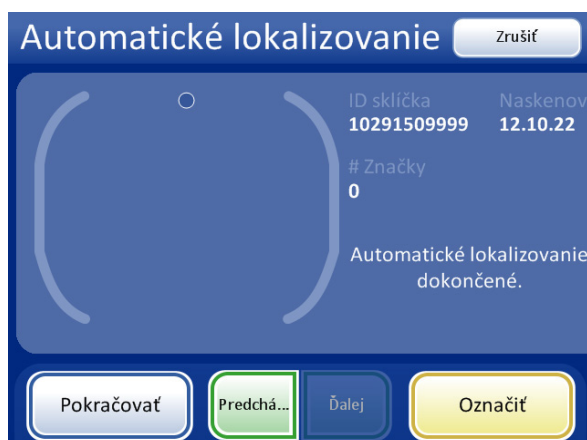 Automatické lokalizovanie
Zrušiť
ID sklíčka
Naskenov
10291509999
12.10.22
# Značky
0
Automatické lokalizovanie
dokončené.
Pokračovať
Predchá...
Ďalej
Označiť